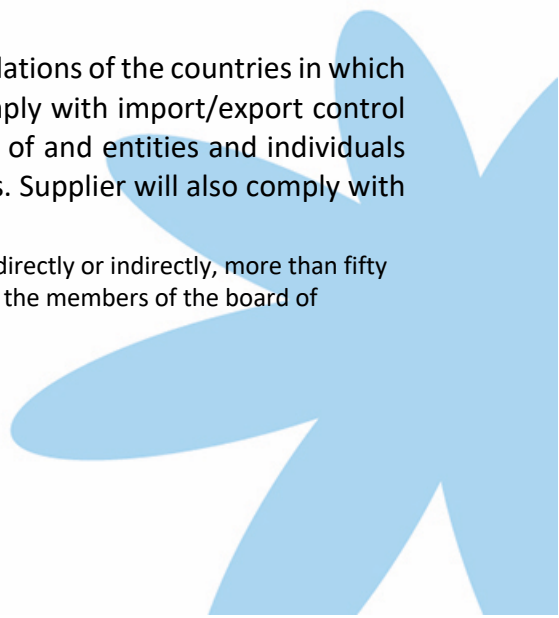 lations of the countries in which
ply with import/export control
of and entities and individuals
s. Supplier will also comply with
directly or indirectly, more than fifty
the members of the board of